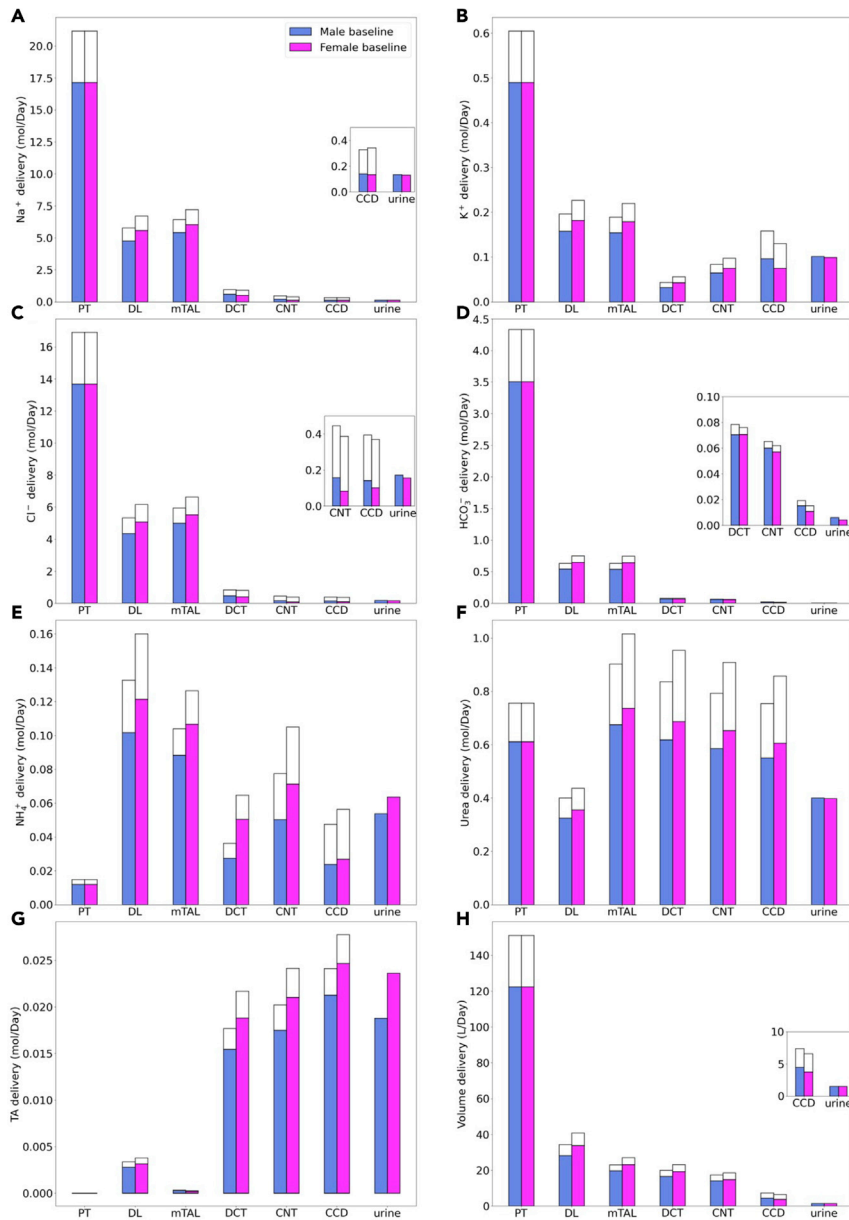 A
Male baseline
Female baseline
Na⁺ delivery (mol/Day)
20.0
17.5
15.0
12.5
10.0
7.5
5.0
2.5
0.0
0.4
0.2
0.0
CCD urine
PT DL mTAL DCT CNT CCD urine
B
K⁺ delivery (mol/Day)
0.6
0.5
0.4
0.3
0.2
0.1
0.0
PT DL mTAL DCT CNT CCD urine
C
Cl⁻ delivery (mol/Day)
16
14
12
10
8
6
4
2
0
0.4
0.2
0.0
CNT CCD urine
PT DL mTAL DCT CNT CCD urine
D
HCO₃⁻ delivery (mol/Day)
4.5
4.0
3.5
3.0
2.5
2.0
1.5
1.0
0.5
0.0
0.10
0.08
0.06
0.04
0.02
0.00
DCT CNT CCD urine
PT DL mTAL DCT CNT CCD urine
E
NH₄⁺ delivery (mol/Day)
0.16
0.14
0.12
0.10
0.08
0.06
0.04
0.02
0.00
PT DL mTAL DCT CNT CCD urine
F
Urea delivery (mol/Day)
1.0
0.8
0.6
0.4
0.2
0.0
PT DL mTAL DCT CNT CCD urine
G
TA delivery (mol/Day)
0.025
0.020
0.015
0.010
0.005
0.000
PT DL mTAL DCT CNT CCD urine
H
Volume delivery (L/Day)
140
120
100
80
60
40
20
0
10
5
0
CCD urine
PT DL mTAL DCT CNT CCD urine